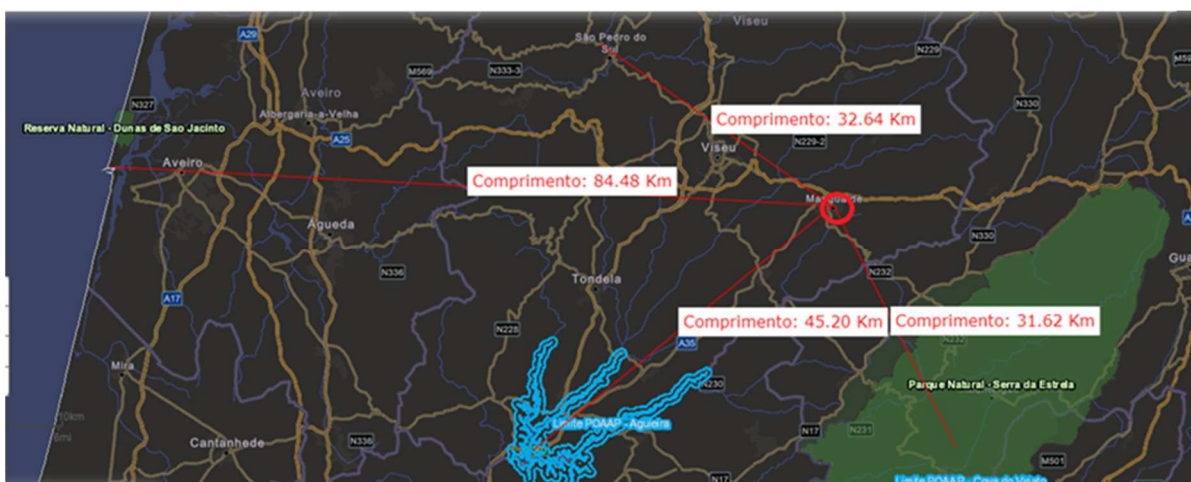 Viseu
A29
São Pedro do
Sul
N229
M569
N333-3
N327
Aveiro
Albergaria-a-Velha
N330
Reserva Natural - Dunas de Sao Jacinto
A25
Comprimento: 32.64 Km
N229-2
Viseu
Aveiro
Comprimento: 84.48 Km
Águeda
N330
N336
N232
Tondela
A17
Comprimento: 45.20 Km
Comprimento: 31.62 Km
N228
A35
N232
Mira
N230
Parque Natural - Serra da Estrela
10km
6mi
Limite POAAP - Aguieira
N17
N231
Cantanhede
N336
M501
N17